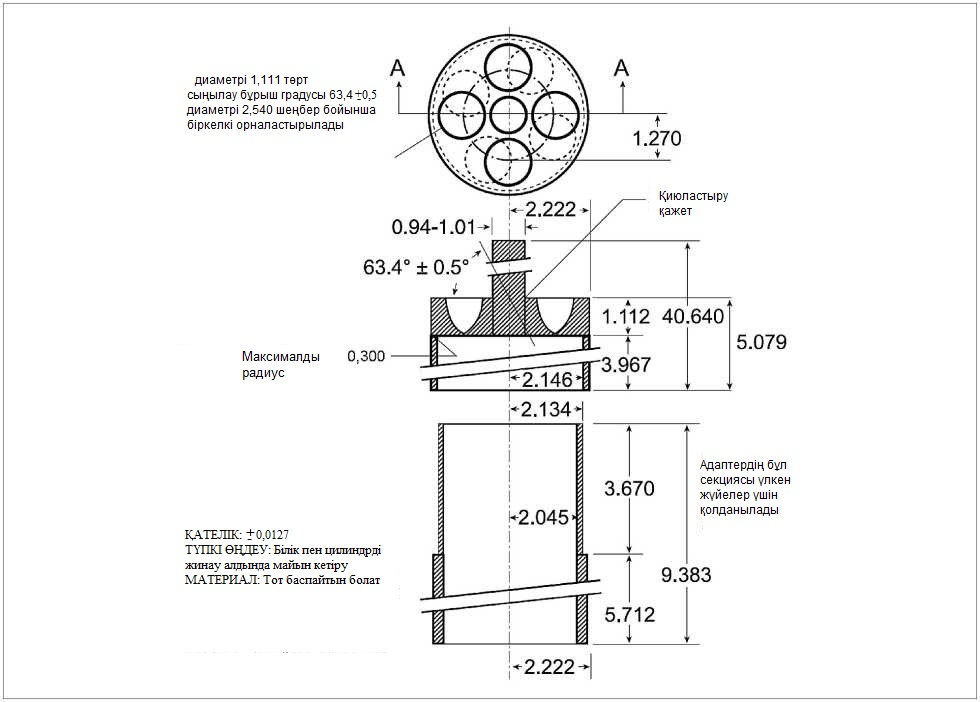 диаметрі 1,111 төрт
сыңылау бұрыш градусы 63,4 ±0,5
диаметрі 2,540 шеңбер бойынша
біркелкі орналастырылады
A
A
1.270
2.222
Қиюластыру
қажет
0.94-1.01
63.4° ± 0.5°
1.112
40.640
5.079
Максималды
радиус
0,300
3.967
2.146
2.134
Адаптердің бұл
секциясы үлкен
жүйелер үшін
қолданылады
3.670
2.045
9.383
ҚАТЕЛІК: ±0,0127
ТҮПКІ ӨҢДЕУ: Білік пен цилиндрді
жинау алдында майын кетіру
МАТЕРИАЛ: Тот баспайтын болат
5.712
2.222